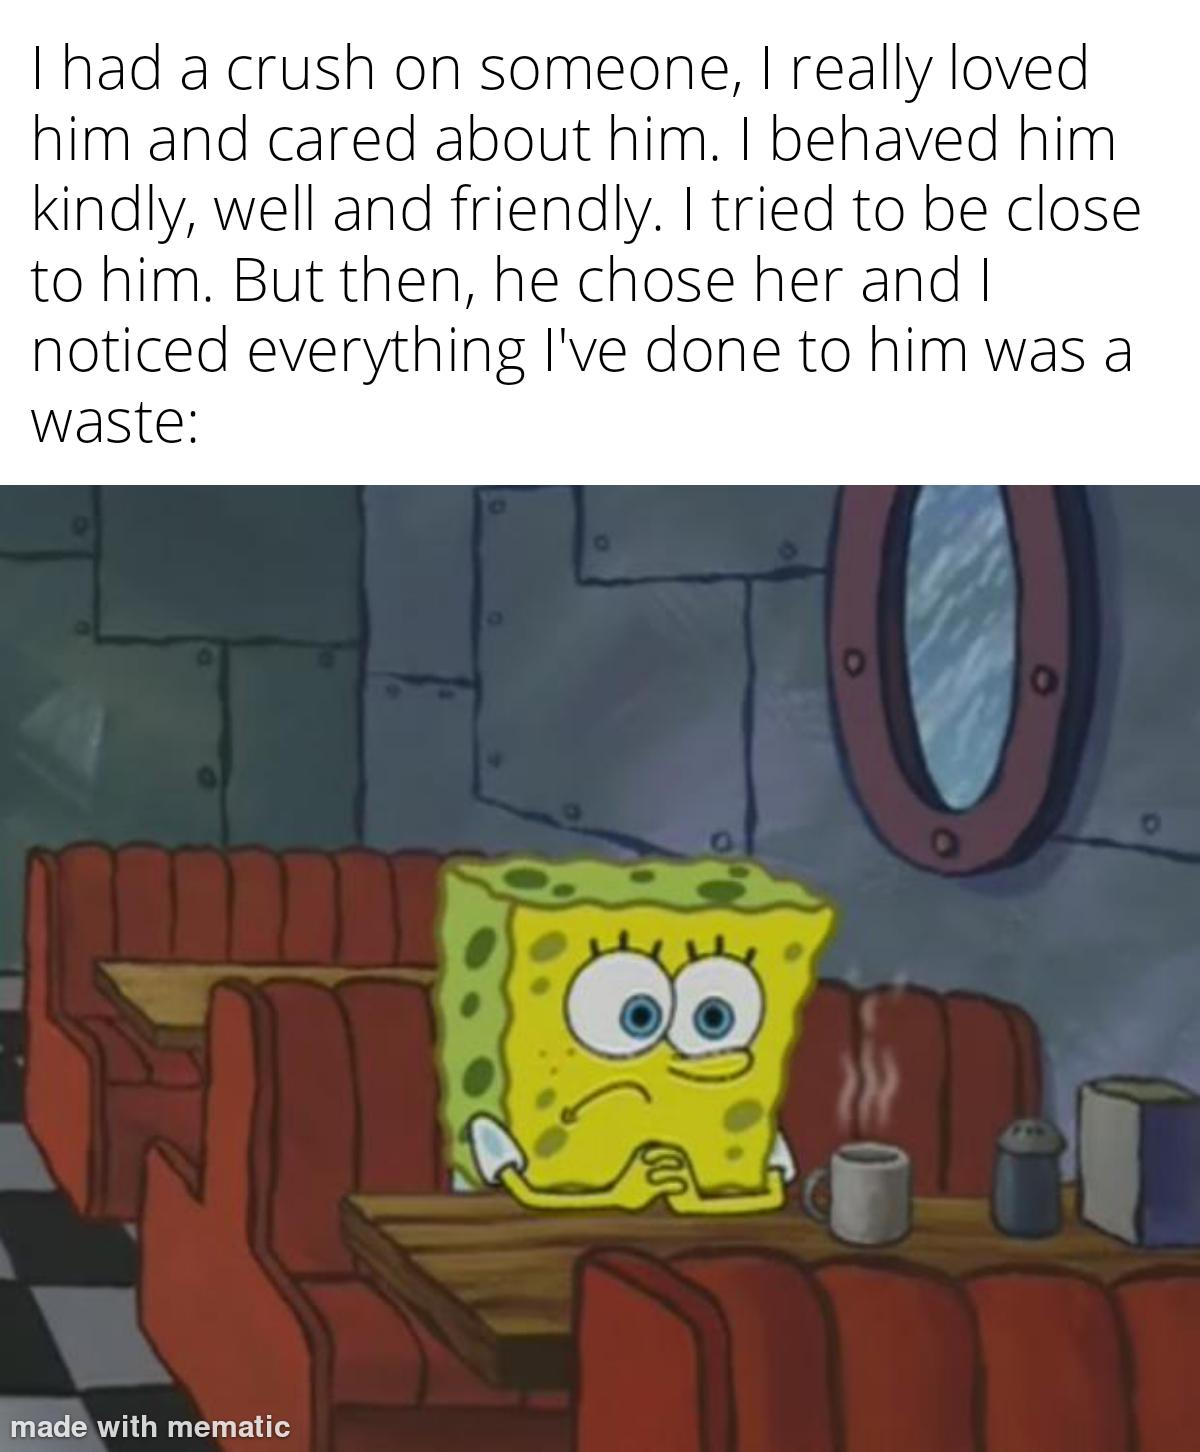 I had a crush on someone, I really loved
him and cared about him. I behaved him
kindly, well and friendly. I tried to be close
to him. But then, he chose her and I
noticed everything I've done to him was a
waste:
made with mematic